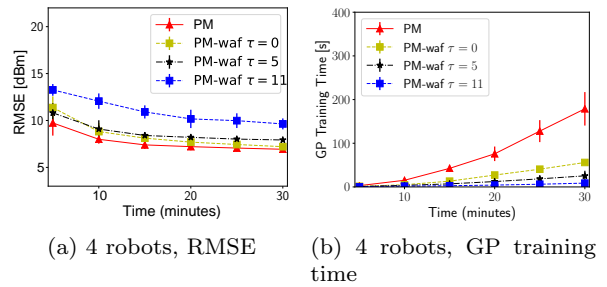 RMSE [dBm]
20
15
10
5
PM
PM-waf τ = 0
PM-waf τ = 5
PM-waf τ = 11
10
20
30
Time (minutes)
(a) 4 robots, RMSE
GP Training Time [s]
400
300
200
100
0
PM
PM-waf τ = 0
PM-waf τ = 5
PM-waf τ = 11
10
20
30
Time (minutes)
(b) 4 robots, GP training
time